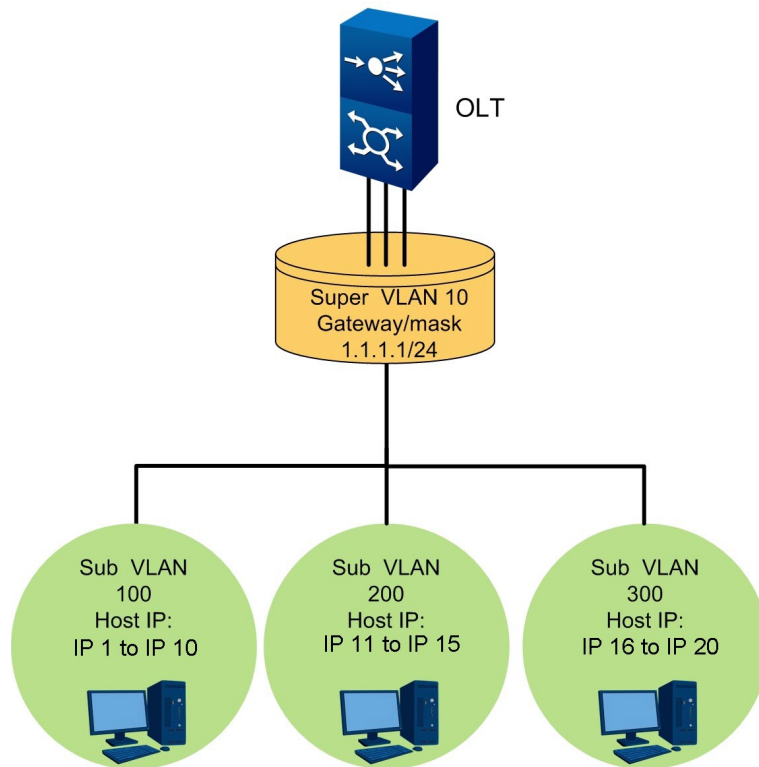 OLT
Super VLAN 10
Gateway/mask
1.1.1.1/24
Sub VLAN
100
Host IP:
IP 1 to IP 10
Sub VLAN
200
Host IP:
IP 11 to IP 15
Sub VLAN
300
Host IP:
IP 16 to IP 20